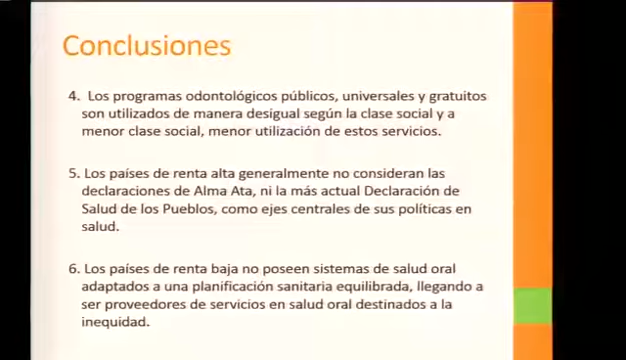 Conclusiones
4. Los programas odontológicos públicos, universales y gratuitos
son utilizados de manera desigual según la clase social y a
menor clase social, menor utilización de estos servicios.
5. Los países de renta alta generalmente no consideran las
declaraciones de Alma Ata, ni la más actual Declaración de
Salud de los Pueblos, como ejes centrales de sus políticas en
salud.
6. Los países de renta baja no poseen sistemas de salud oral
adaptados a una planificación sanitaria equilibrada, llegando a
ser proveedores de servicios en salud oral destinados a la
inequidad.